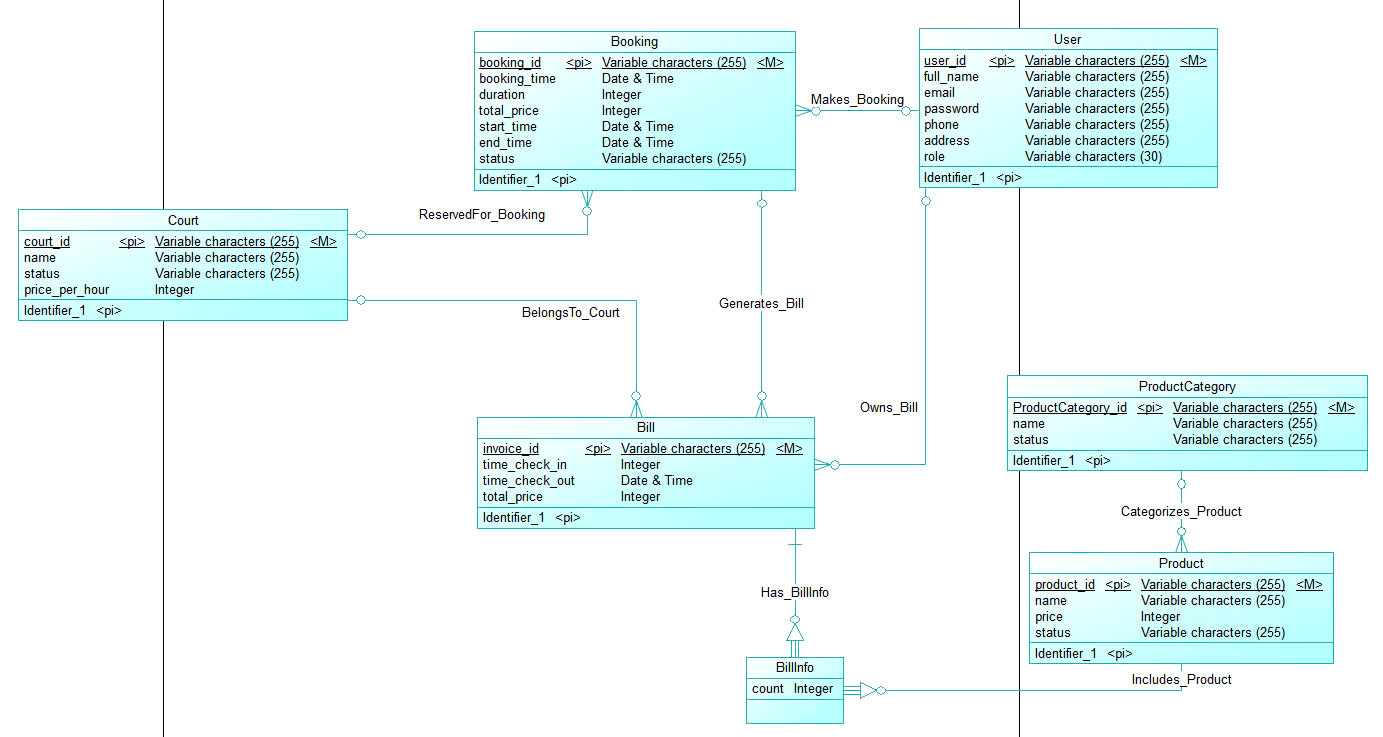 Booking
booking_id <pi> Variable characters (255) <M>
booking_time Date & Time
duration Integer
total_price Integer
start_time Date & Time
end_time Date & Time
status Variable characters (255)
Identifier_1 <pi>
Makes_Booking
User
user_id <pi> Variable characters (255) <M>
full_name Variable characters (255)
email Variable characters (255)
password Variable characters (255)
phone Variable characters (255)
address Variable characters (255)
role Variable characters (30)
Identifier_1 <pi>
Court
court_id <pi> Variable characters (255) <M>
name Variable characters (255)
status Variable characters (255)
price_per_hour Integer
Identifier_1 <pi>
ReservedFor_Booking
BelongsTo_Court
Generates_Bill
Owns_Bill
Bill
invoice_id <pi> Variable characters (255) <M>
time_check_in Integer
time_check_out Date & Time
total_price Integer
Identifier_1 <pi>
ProductCategory
ProductCategory_id <pi> Variable characters (255) <M>
name Variable characters (255)
status Variable characters (255)
Identifier_1 <pi>
Categorizes_Product
Product
product_id <pi> Variable characters (255) <M>
name Variable characters (255)
price Integer
status Variable characters (255)
Identifier_1 <pi>
Has_BillInfo
BillInfo
count Integer
Includes_Product